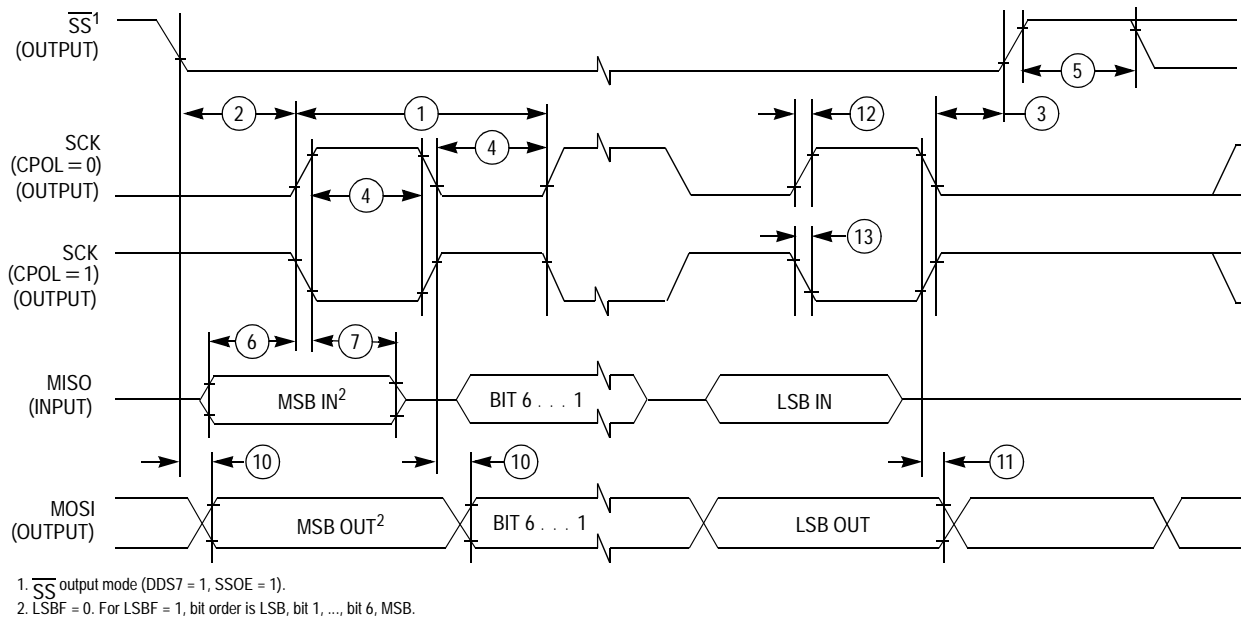 SS¹
(OUTPUT)
5
2
1
12
3
SCK
(CPOL = 0)
(OUTPUT)
4
4
SCK
(CPOL = 1)
(OUTPUT)
13
6
7
MISO
(INPUT)
MSB IN²
BIT 6 . . . 1
LSB IN
10
10
11
MOSI
(OUTPUT)
MSB OUT²
BIT 6 . . . 1
LSB OUT
1. SS output mode (DDS7 = 1, SSOE = 1).
2. LSBF = 0. For LSBF = 1, bit order is LSB, bit 1, ..., bit 6, MSB.